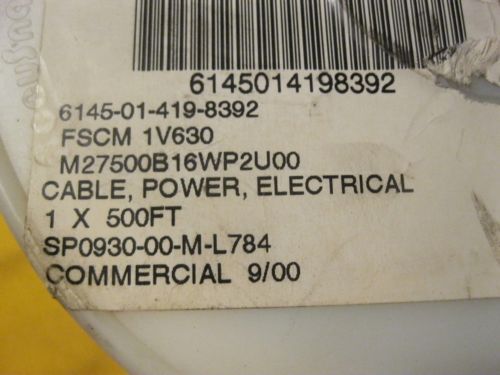 6145014198392
6145-01-419-8392
FSCM 1V630
M27500B16WP2U00
CABLE, POWER, ELECTRICAL
1 X 500FT
SP0930-00-M-L784
COMMERCIAL 9/00